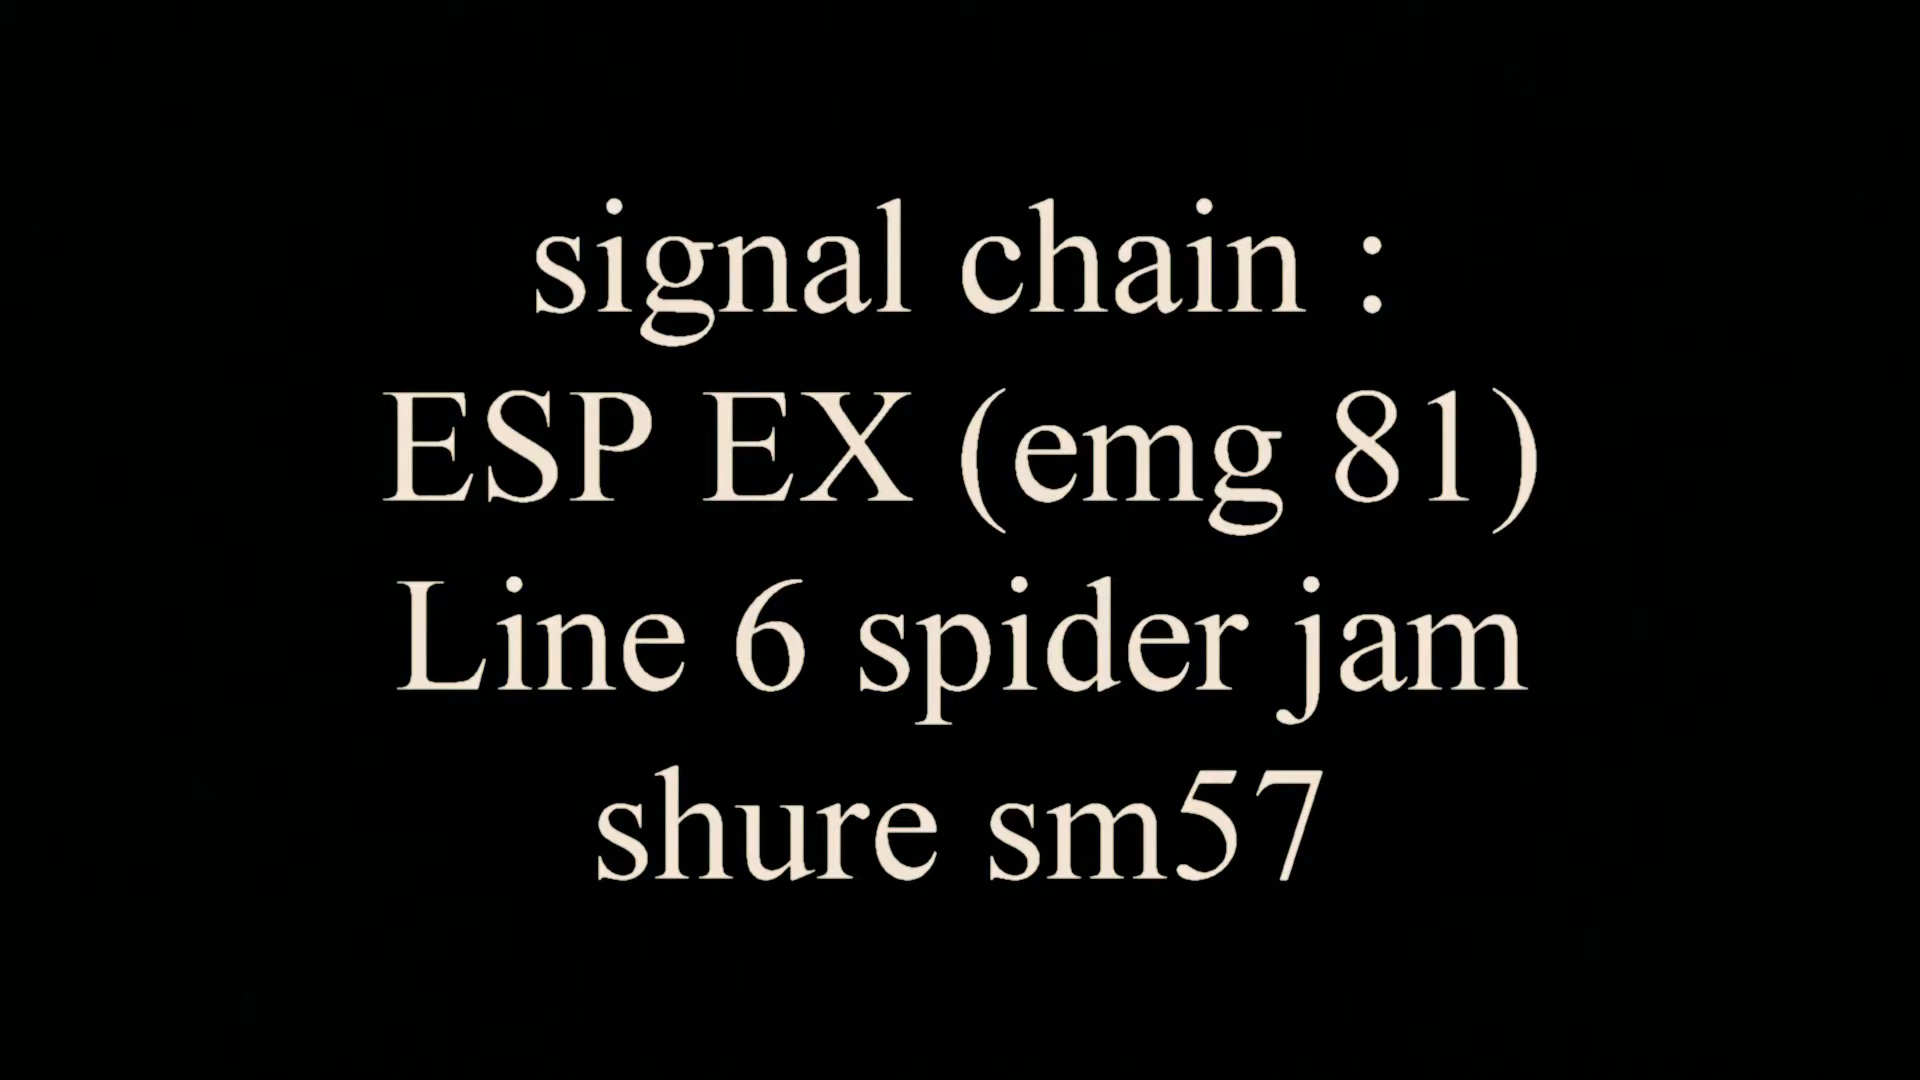 signal chain :
ESP EX (emg 81)
Line 6 spider jam
shure sm57